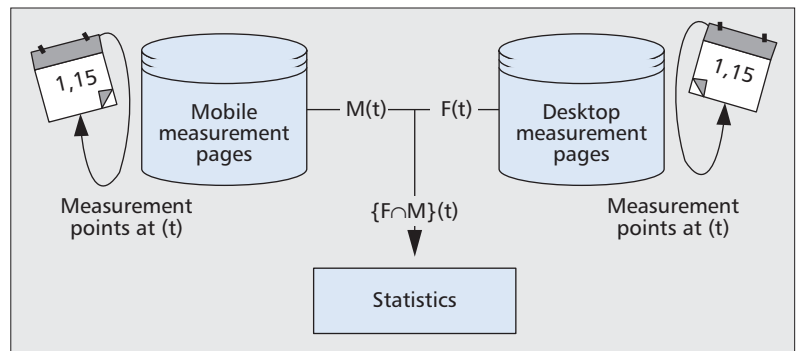 1,15
Mobile
measurement
pages
M(t)
F(t)
Desktop
measurement
pages
1,15
Measurement
points at (t)
{F∩M}(t)
Measurement
points at (t)
Statistics